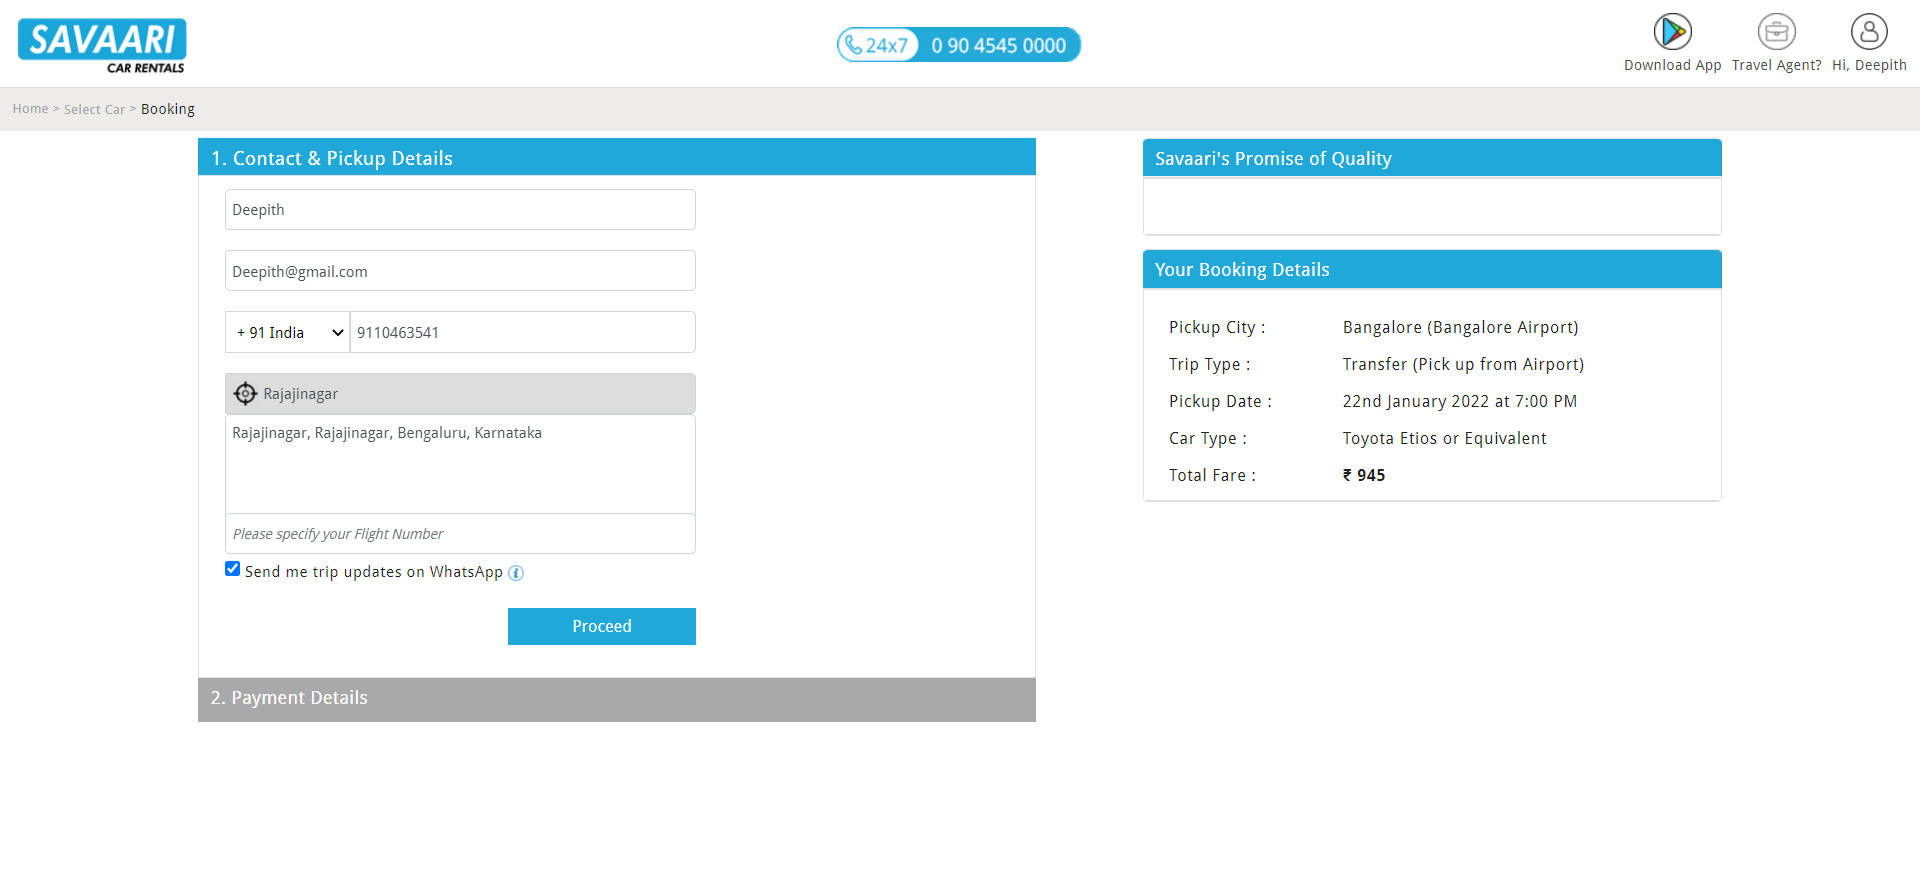 SAVAARI
CAR RENTALS
24x7 0 90 4545 0000
Download App
Travel Agent?
Hi, Deepith
Home > Select Car > Booking
1. Contact & Pickup Details
Deepith
Deepith@gmail.com
+ 91 India 9110463541
Rajajinagar
Rajajinagar, Rajajinagar, Bengaluru, Karnataka
Please specify your Flight Number
Send me trip updates on WhatsApp i
Proceed
2. Payment Details
Savaari's Promise of Quality
Your Booking Details
Pickup City : Bangalore (Bangalore Airport)
Trip Type : Transfer (Pick up from Airport)
Pickup Date : 22nd January 2022 at 7:00 PM
Car Type : Toyota Etios or Equivalent
Total Fare : ₹ 945